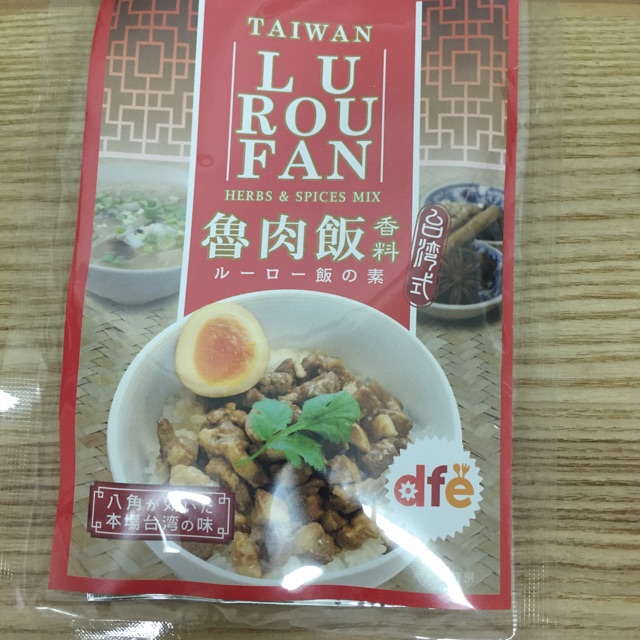 TAIWAN
LU
ROU
FAN
HERBS & SPICES MIX
魯肉飯
香料
ルーロー飯の素
台湾式
dfe
八角が効いた
本場台湾の味